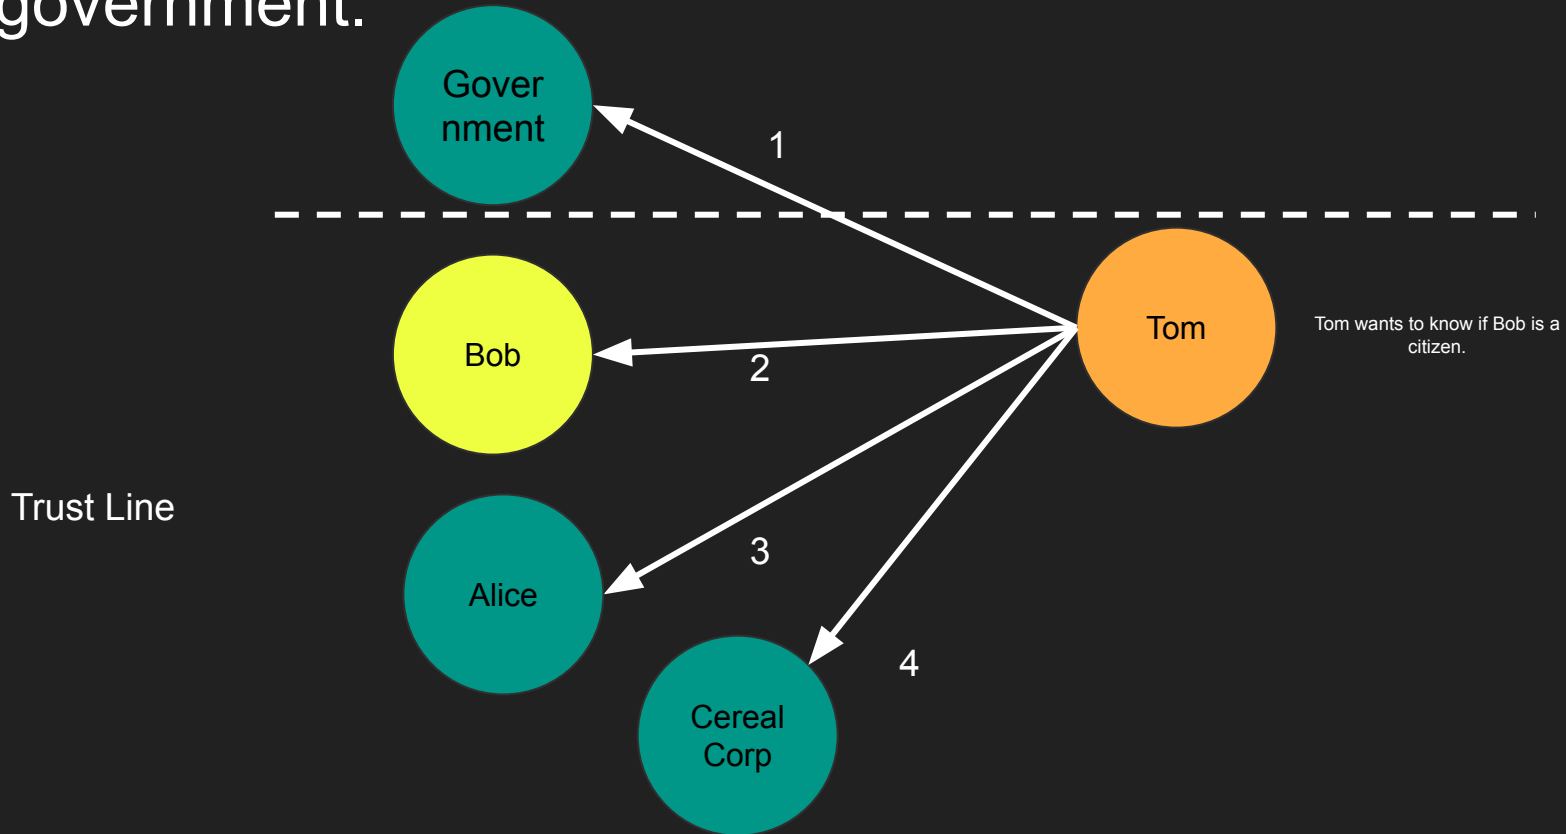 government.
Gover
nment
1
Tom
Tom wants to know if Bob is a
citizen.
Bob
2
Trust Line
3
Alice
4
Cereal
Corp